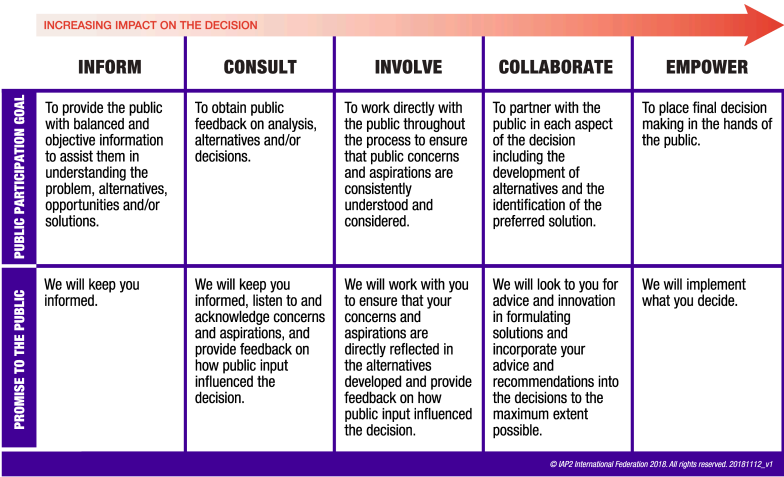 INCREASING IMPACT ON THE DECISION
INFORM
CONSULT
INVOLVE
COLLABORATE
EMPOWER
PUBLIC PARTICIPATION GOAL
To provide the public
with balanced and
objective information
to assist them in
understanding the
problem, alternatives,
opportunities and/or
solutions.
To obtain public
feedback on analysis,
alternatives and/or
decisions.
To work directly with
the public throughout
the process to ensure
that public concerns
and aspirations are
consistently
understood and
considered.
To partner with the
public in each aspect
of the decision
including the
development of
alternatives and the
identification of the
preferred solution.
To place final decision
making in the hands of
the public.
PROMISE TO THE PUBLIC
We will keep you
informed.
We will keep you
informed, listen to and
acknowledge concerns
and aspirations, and
provide feedback on
how public input
influenced the
decision.
We will work with you
to ensure that your
concerns and
aspirations are
directly reflected in
the alternatives
developed and provide
feedback on how
public input influenced
the decision.
We will look to you for
advice and innovation
in formulating
solutions and
incorporate your
advice and
recommendations into
the decisions to the
maximum extent
possible.
We will implement
what you decide.
© IAP2 International Federation 2018. All rights reserved. 20181112_v1